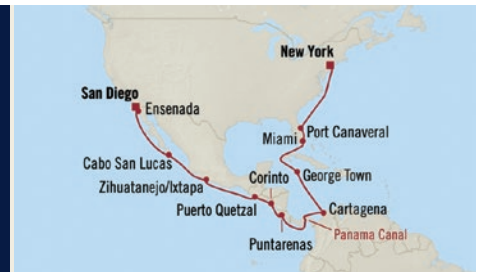 New York
San Diego
Ensenada
Miami
Port Canaveral
Cabo San Lucas
Corinto
George Town
Zihuatanejo/Ixtapa
Puerto Quetzal
Cartagena
Panama Canal
Puntarenas